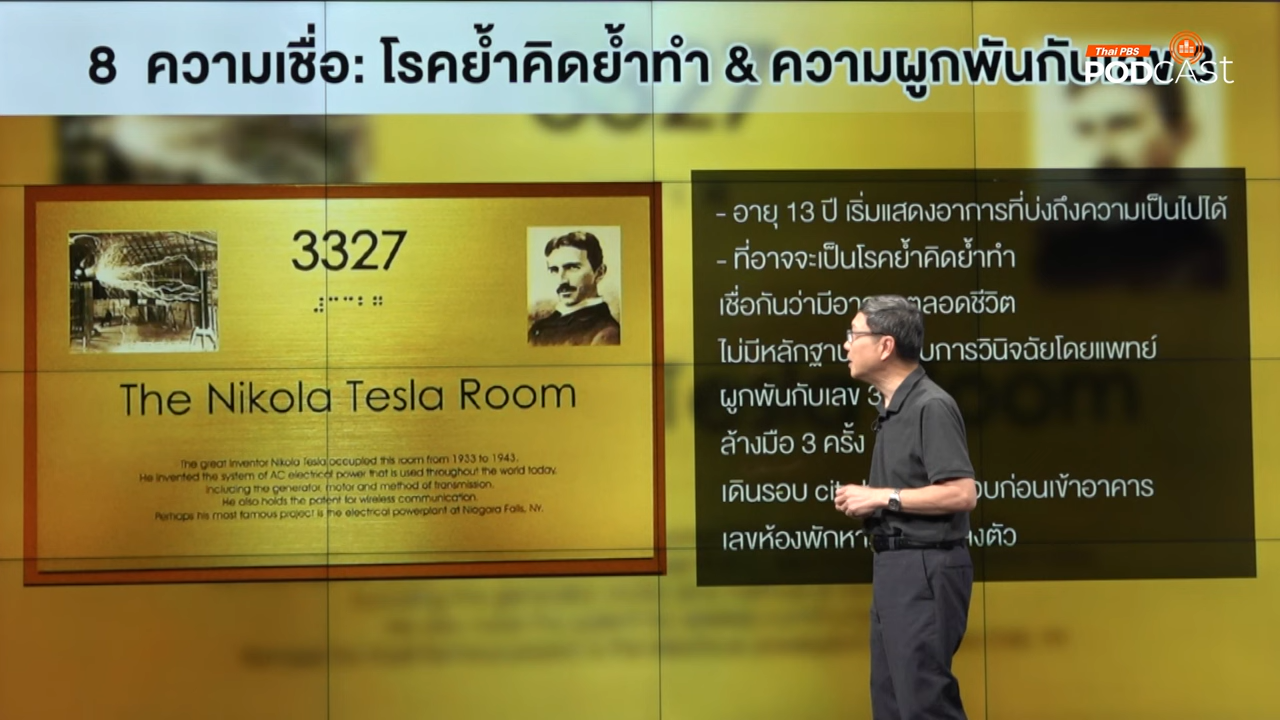 8 ความเชื่อ: โรคย้ำคิดย้ำทำ & ความผูกพันกับ
Thai PBS
PODcASt
3327
The Nikola Tesla Room
The great inventor Nikola Tesla occupied this room from 1933 to 1943.
He invented the system of AC electrical power that is used throughout the world today,
including the generator, motor and method of transmission.
He also holds the patent for wireless communication.
Perhaps his most famous project is the electrical powerplant at Niagara Falls, NY.
- อายุ 13 ปี เริ่มแสดงอาการที่บ่งถึงความเป็นไปได้
- ที่อาจจะเป็นโรคย้ำคิดย้ำทำ
เชื่อกันว่ามี ตลอดชีวิต
ไม่มีหลักฐาน การวินิจฉัยโดยแพทย์
ผูกพันกับเลข 3
ล้างมือ 3 ครั้ง
เดินรอบ ก่อนเข้าอาคาร
เลขห้องพัก ตัว